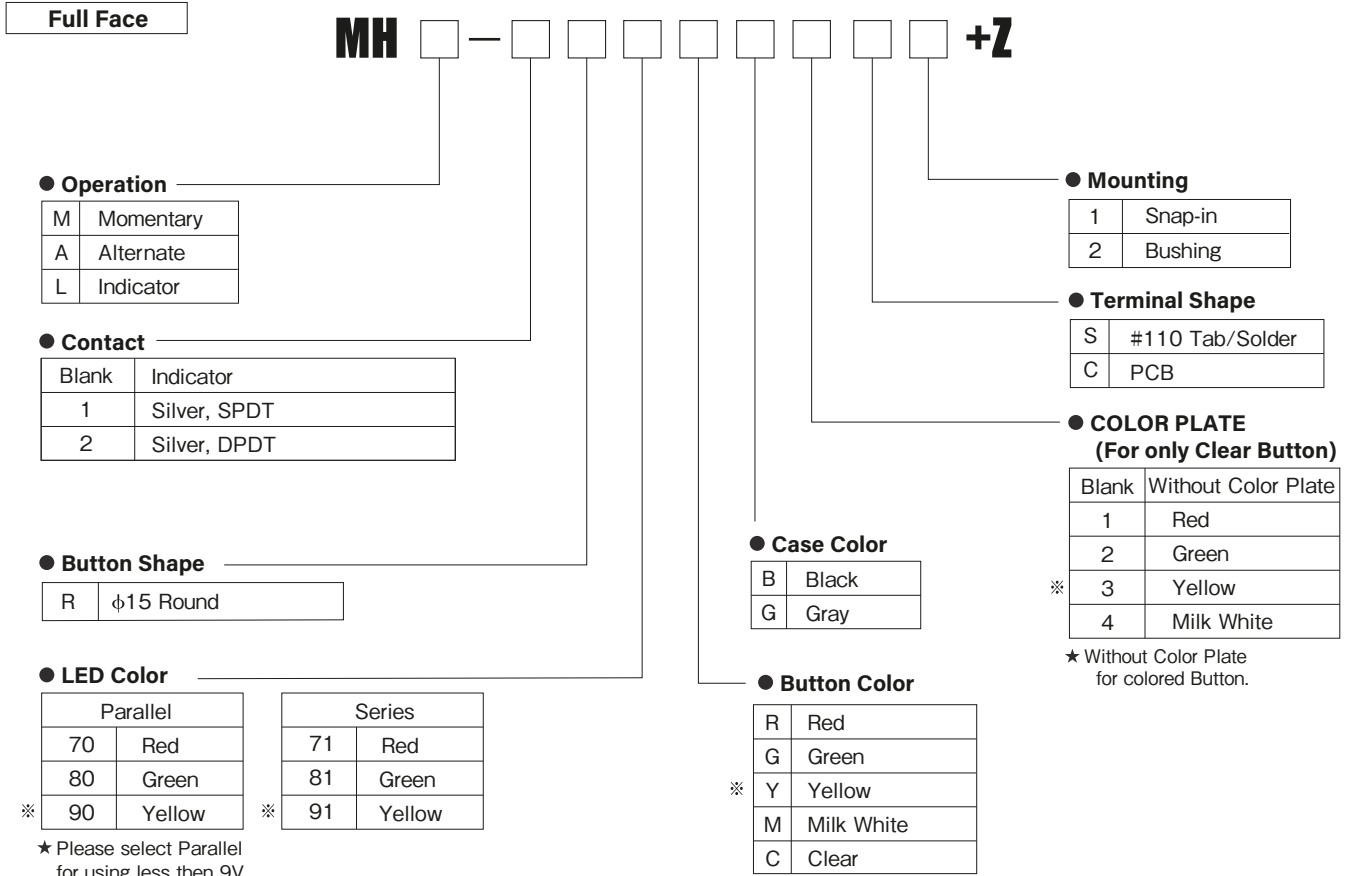 Full Face
MH □ — □ □ □ □ □ □ □ □ +Z
● Operation
M Momentary
A Alternate
L Indicator
● Contact
Blank Indicator
1 Silver, SPDT
2 Silver, DPDT
● Button Shape
R ϕ15 Round
● LED Color
Parallel
70 Red
80 Green
※ 90 Yellow
★ Please select Parallel
for using less then 9V
Series
71 Red
81 Green
※ 91 Yellow
● Button Color
R Red
G Green
※ Y Yellow
M Milk White
C Clear
● Case Color
B Black
G Gray
● COLOR PLATE
(For only Clear Button)
Blank Without Color Plate
1 Red
2 Green
※ 3 Yellow
4 Milk White
★ Without Color Plate
for colored Button.
● Terminal Shape
S #110 Tab/Solder
C PCB
● Mounting
1 Snap-in
2 Bushing